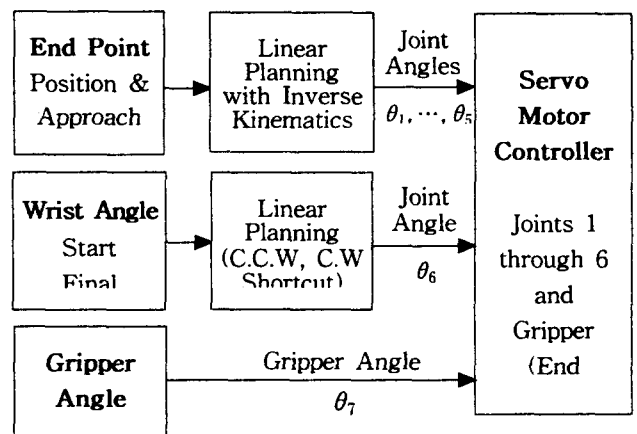 End Point
Position &
Approach
Linear
Planning
with Inverse
Kinematics
Joint
Angles
θ₁, ⋯, θ₅
Servo
Motor
Controller
Joints 1
through 6
and
Gripper
(End
Wrist Angle
Start
Final
Linear
Planning
(C.C.W, C.W
Shortcut)
Joint
Angle
θ₆
Gripper
Angle
Gripper Angle
θ₇